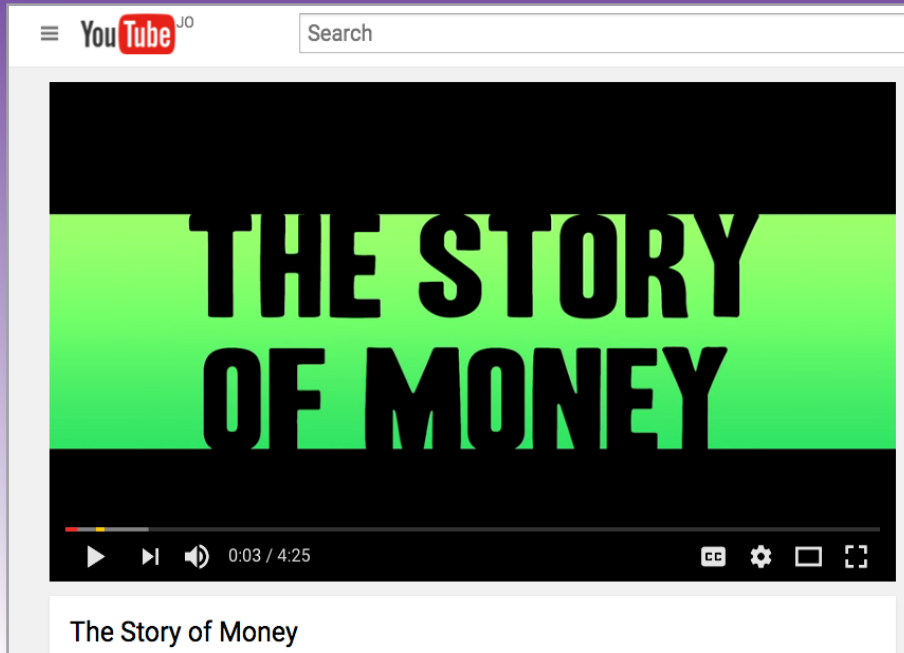 YouTube JO
Search
THE STORY
OF MONEY
0:03 / 4:25
CC
The Story of Money